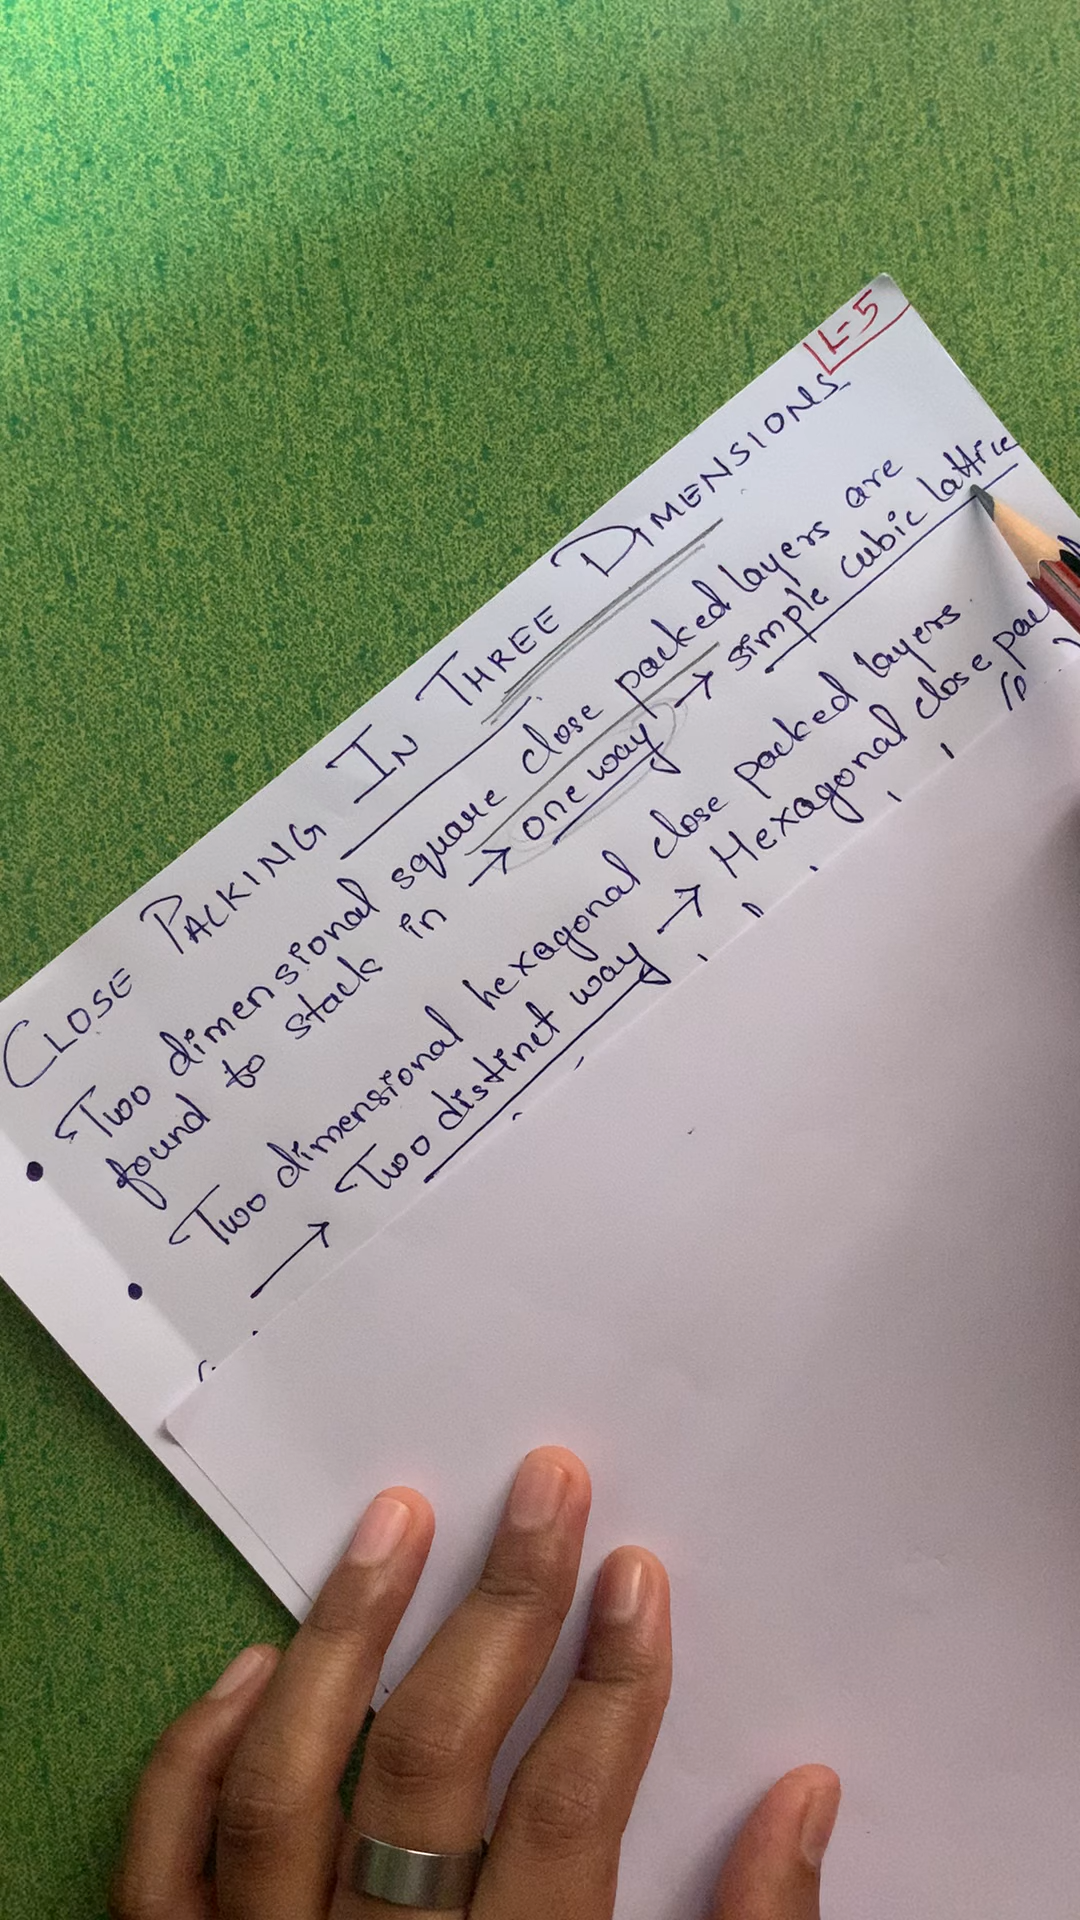 L-5
CLOSE PACKING IN THREE DIMENSIONS
• Two dimensional square close packed layers are
found to stack in → one way → simple cubic lattice
• Two dimensional hexagonal close packed layers
→ Two distinct way → Hexagonal close